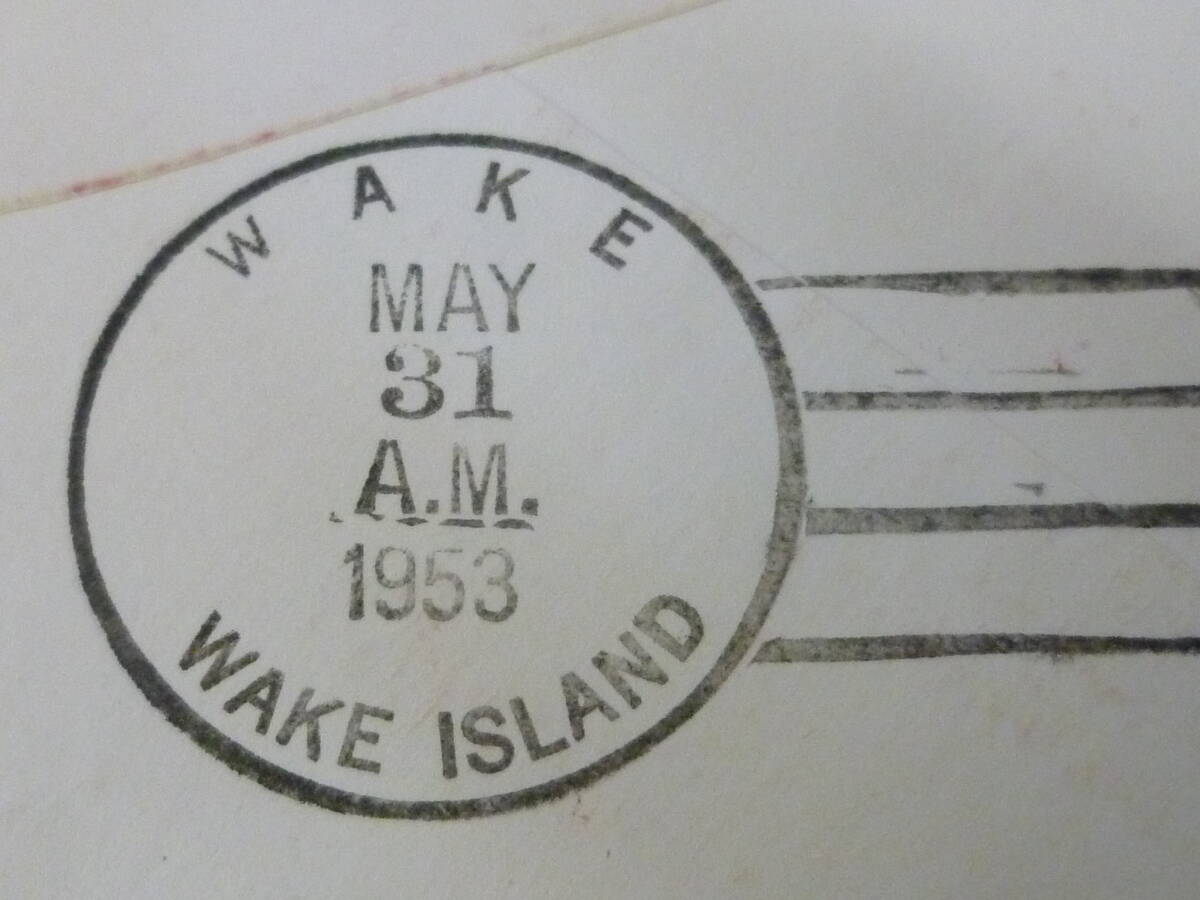 WAKE
MAY
31
A.M.
1953
WAKE ISLAND